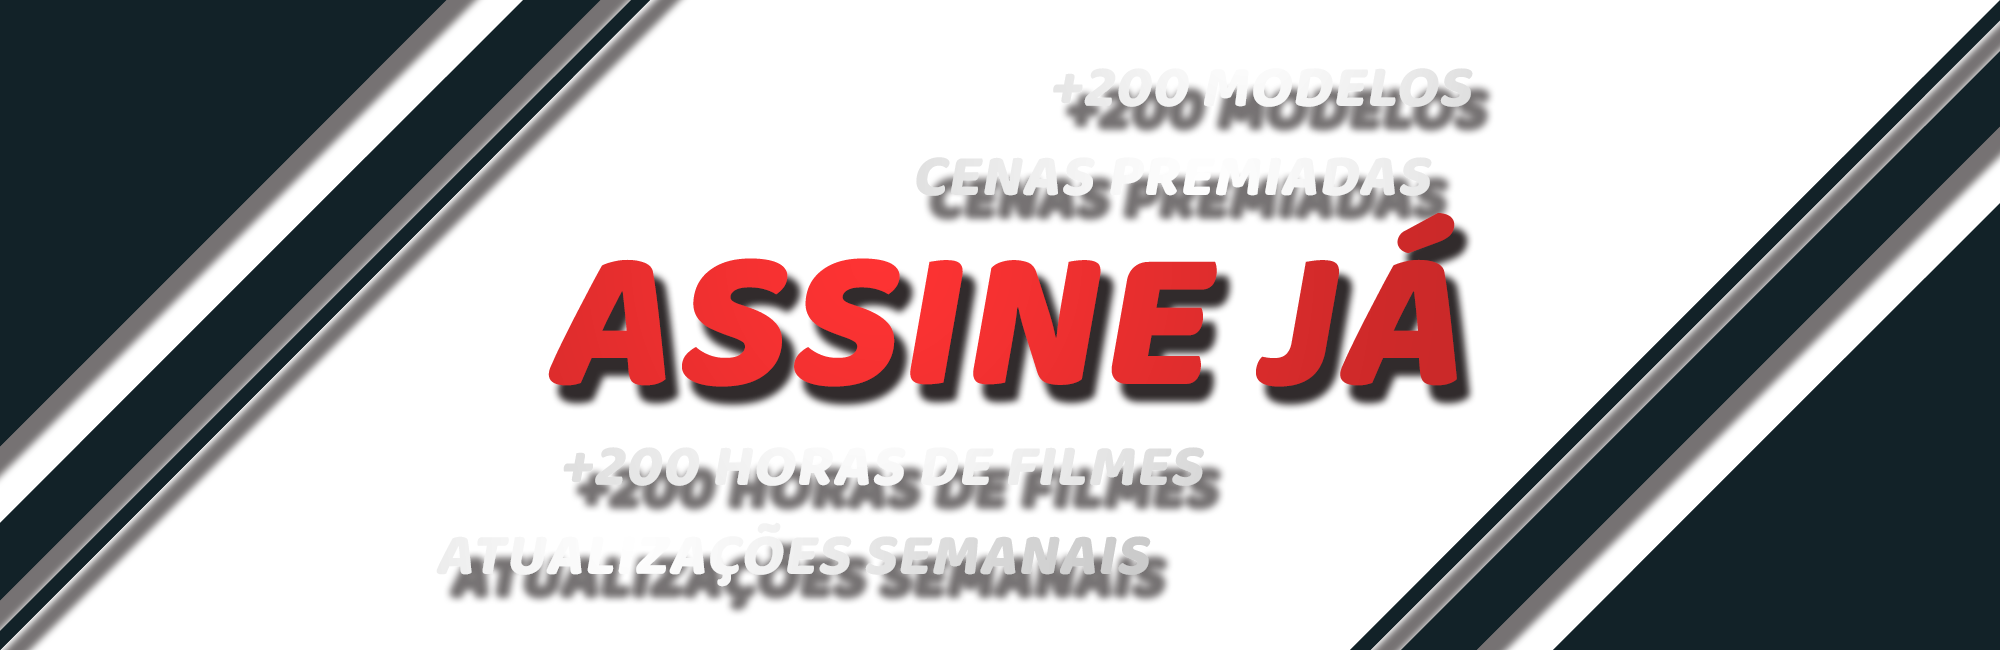 +200 MODELOS
CENAS PREMIADAS
ASSINE JÁ
+200 HORAS DE FILMES
ATUALIZAÇÕES SEMANAIS